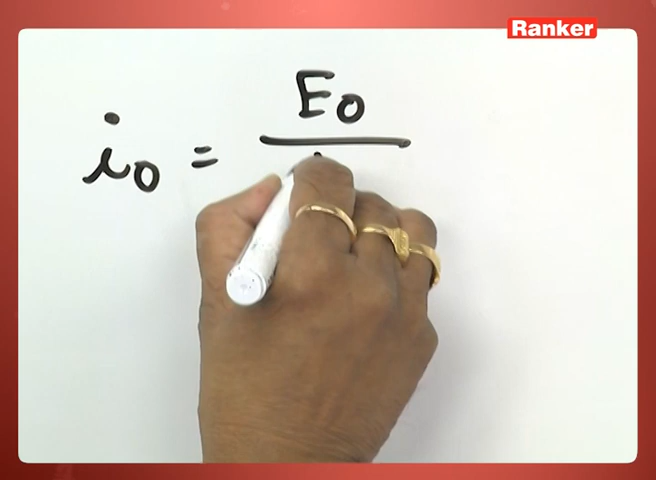 Ranker
i₀ = E₀ /